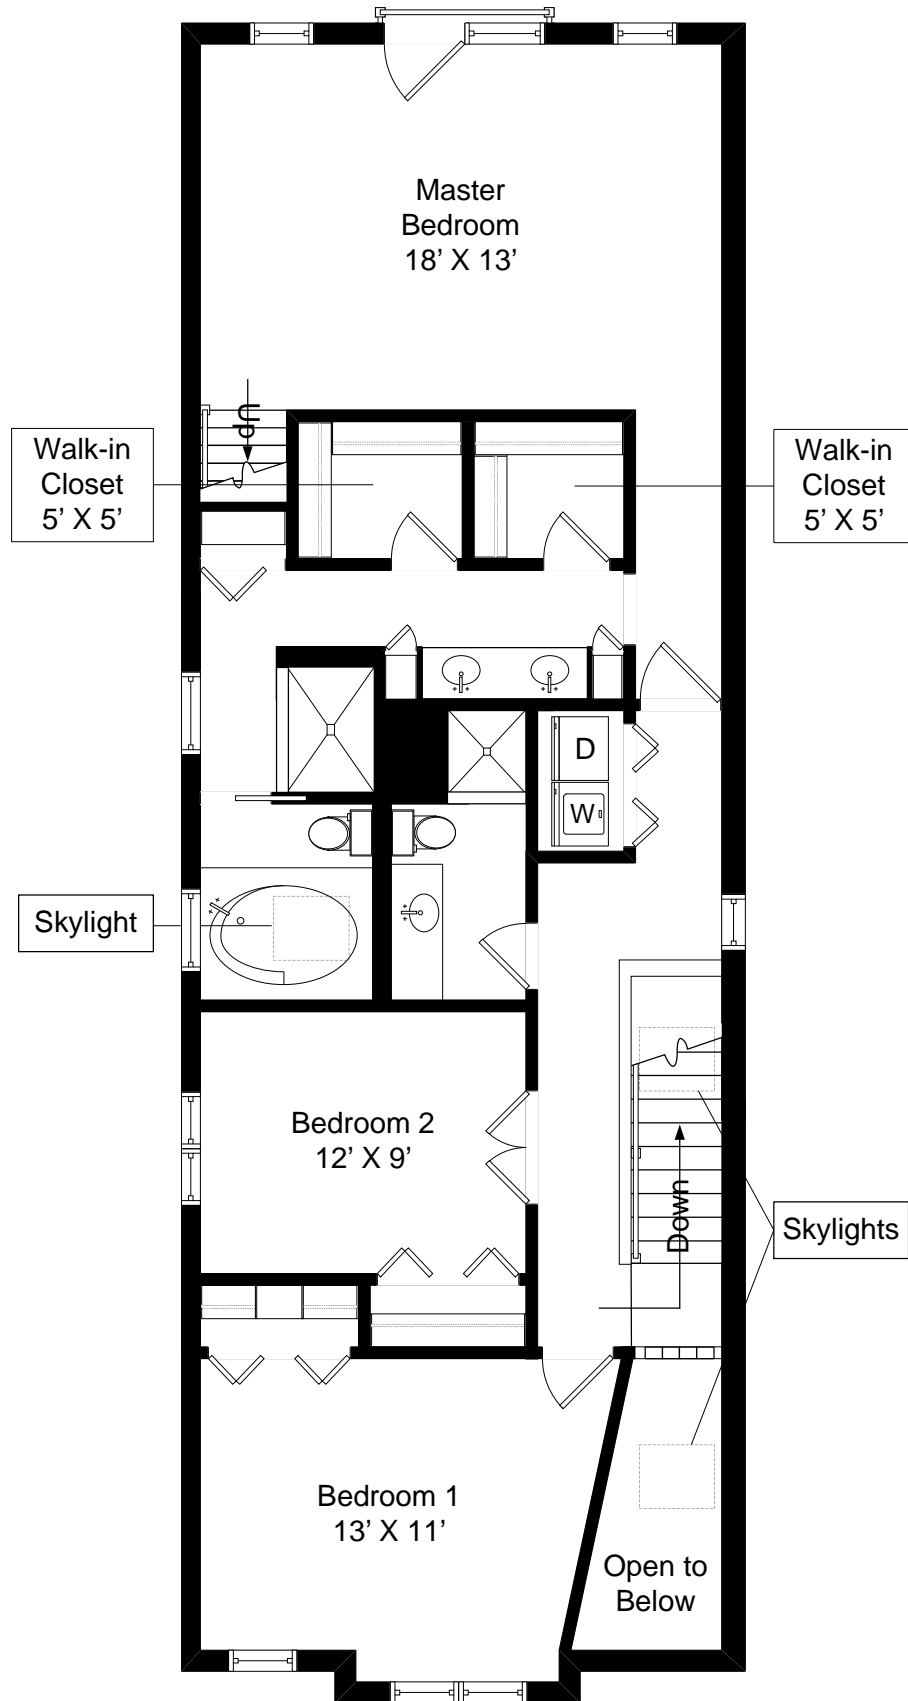 Master
Bedroom
18’ X 13’
Up
Walk-in
Closet
5’ X 5’
Walk-in
Closet
5’ X 5’
D
W
Skylight
Bedroom 2
12’ X 9’
Down
Skylights
Bedroom 1
13’ X 11’
Open to
Below